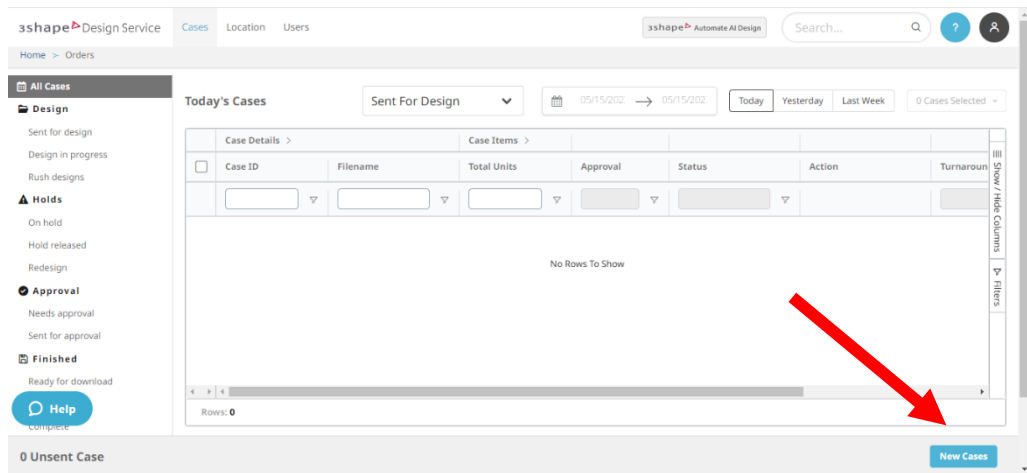 3shape Design Service Cases Location Users 3shape Automate AI Design Search... ?
Home > Orders
All Cases
Design
Sent for design
Design in progress
Rush designs
Holds
On hold
Hold released
Redesign
Approval
Needs approval
Sent for approval
Finished
Ready for download
Help
Complete
Today's Cases Sent For Design 05/15/202 05/15/202 Today Yesterday Last Week 0 Cases Selected
Case Details > Case Items >
Case ID Filename Total Units Approval Status Action Turnaroun
No Rows To Show
Rows: 0
Show / Hide Columns
Filters
0 Unsent Case New Cases